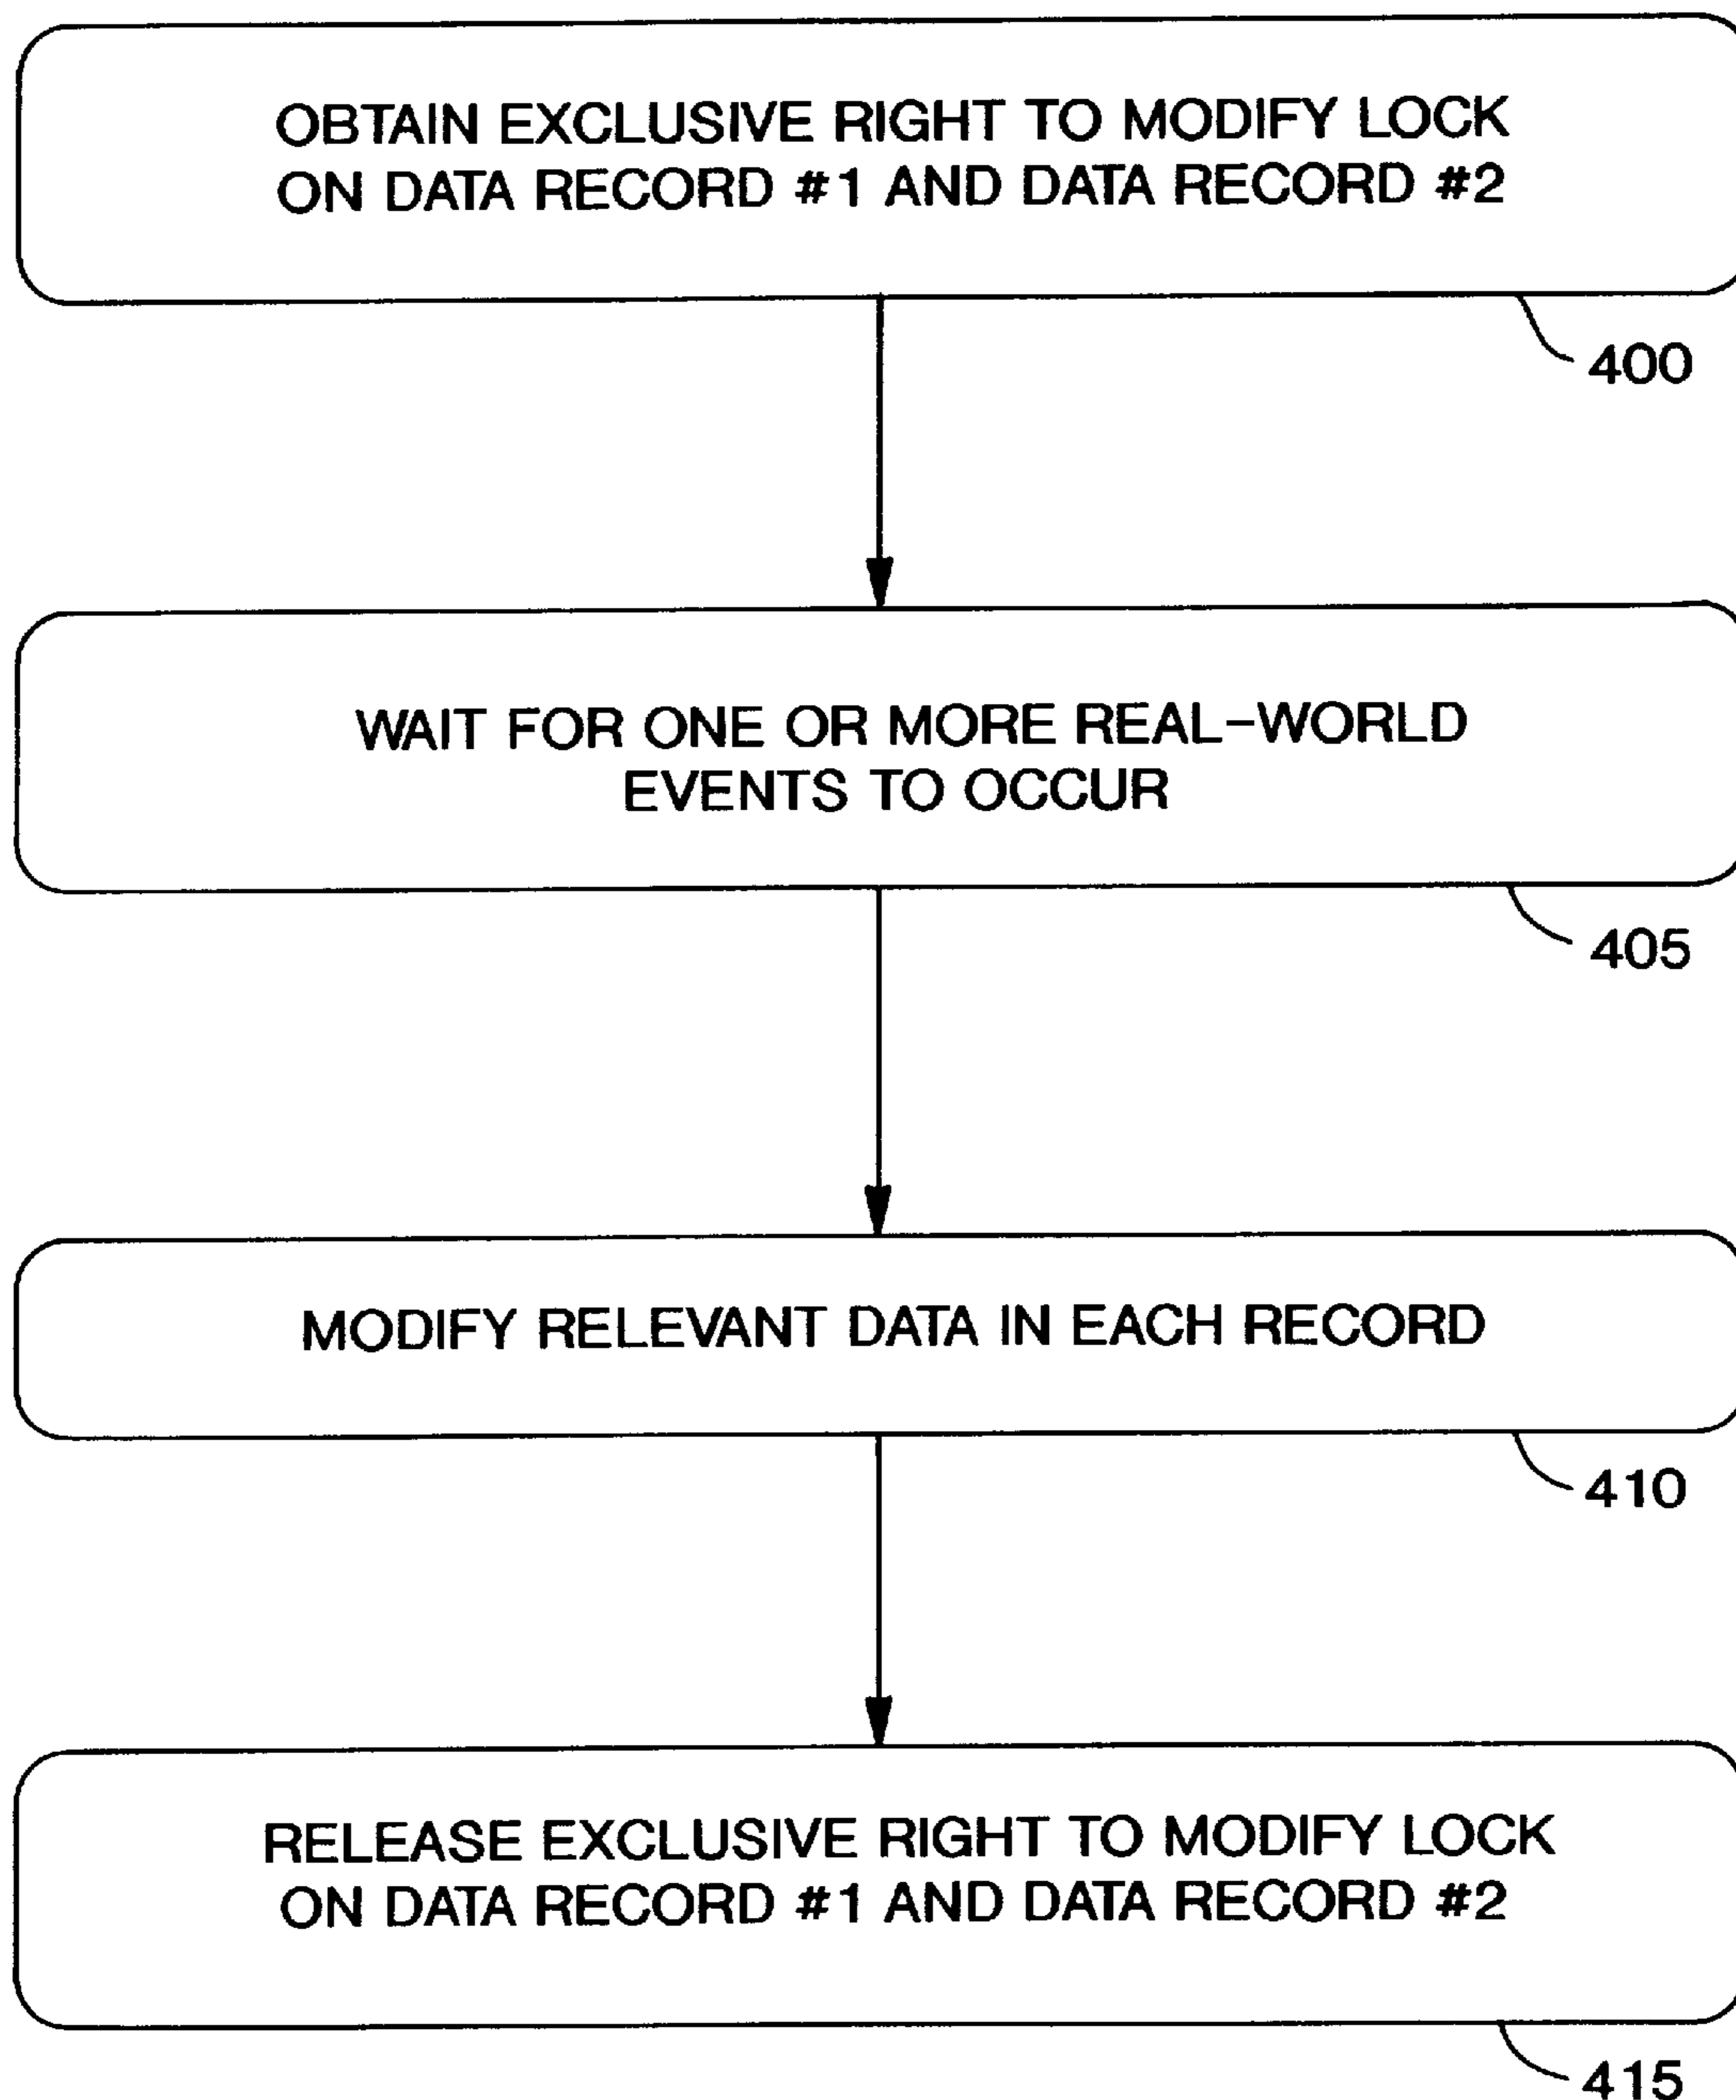 OBTAIN EXCLUSIVE RIGHT TO MODIFY LOCK
ON DATA RECORD #1 AND DATA RECORD #2
400
WAIT FOR ONE OR MORE REAL-WORLD
EVENTS TO OCCUR
405
MODIFY RELEVANT DATA IN EACH RECORD
410
RELEASE EXCLUSIVE RIGHT TO MODIFY LOCK
ON DATA RECORD #1 AND DATA RECORD #2
415